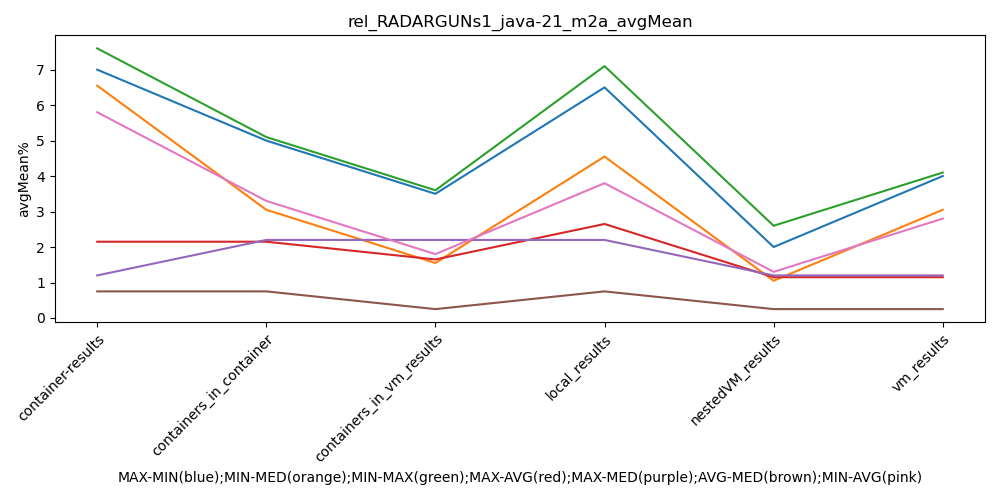 rel_RADARGUNs1_java-21_m2a_avgMean
avgMean%
7
6
5
4
3
2
1
0
container-results
containers_in_container
containers_in_vm_results
local_results
nestedVM_results
vm_results
MAX-MIN(blue);MIN-MED(orange);MIN-MAX(green);MAX-AVG(red);MAX-MED(purple);AVG-MED(brown);MIN-AVG(pink)